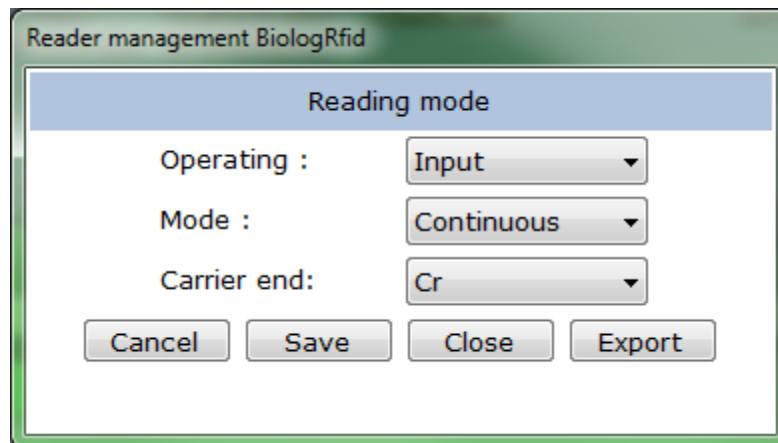 Reader management BiologRfid
Reading mode
Operating : Input
Mode : Continuous
Carrier end: Cr
Cancel Save Close Export